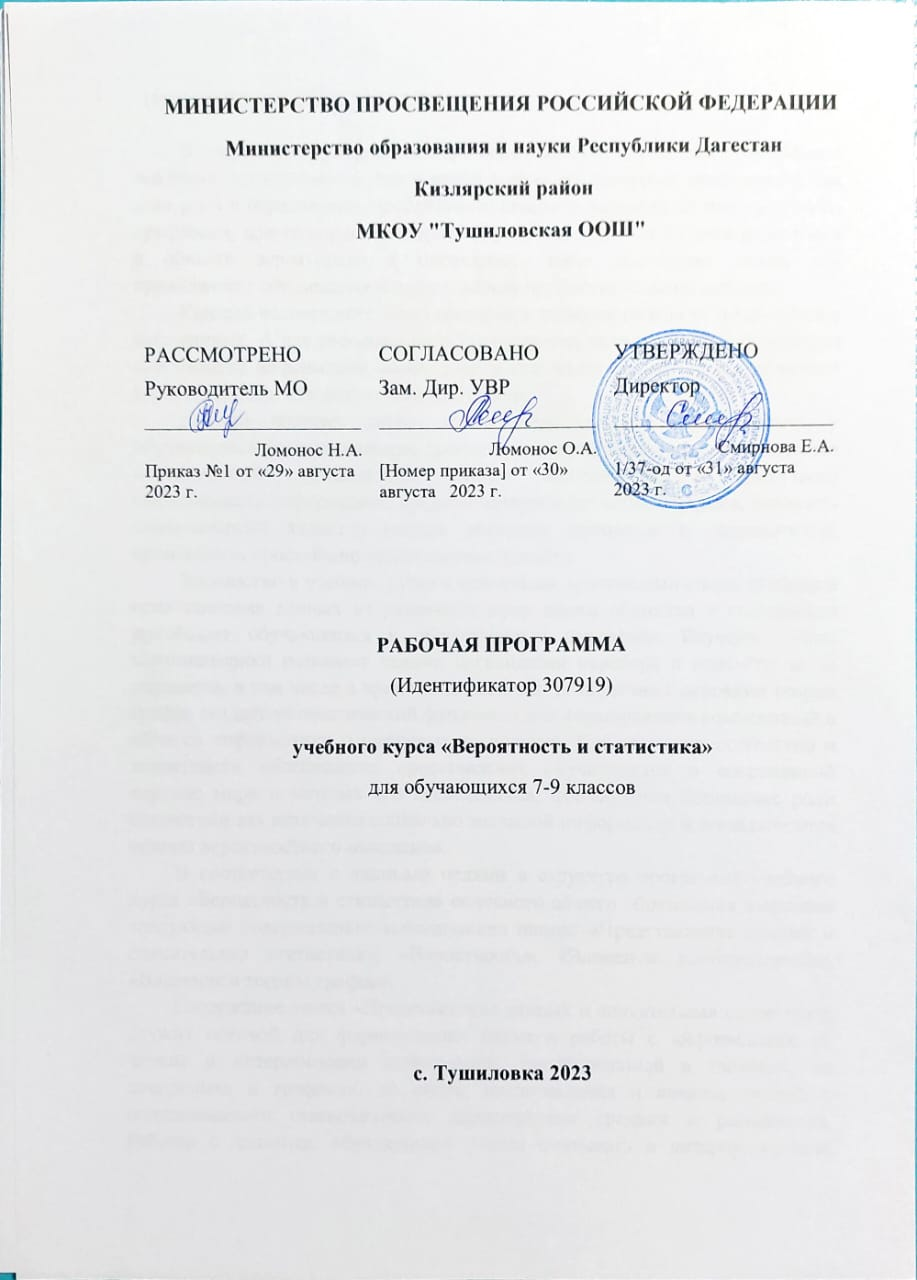 МИНИСТЕРСТВО ПРОСВЕЩЕНИЯ РОССИЙСКОЙ ФЕДЕРАЦИИ
Министерство образования и науки Республики Дагестан
Кизлярский район
МКОУ "Тушиловская ООШ"
РАССМОТРЕНО
Руководитель МО
Ломонос Н.А.
Приказ №1 от «29» августа
2023 г.
СОГЛАСОВАНО
Зам. Дир. УВР
Ломонос О.А.
[Номер приказа] от «30»
августа 2023 г.
УТВЕРЖДЕНО
Директор
Смирнова Е.А.
1/37-од от «31» августа
2023 г.
РАБОЧАЯ ПРОГРАММА
(Идентификатор 307919)
учебного курса «Вероятность и статистика»
для обучающихся 7-9 классов
с. Тушиловка 2023